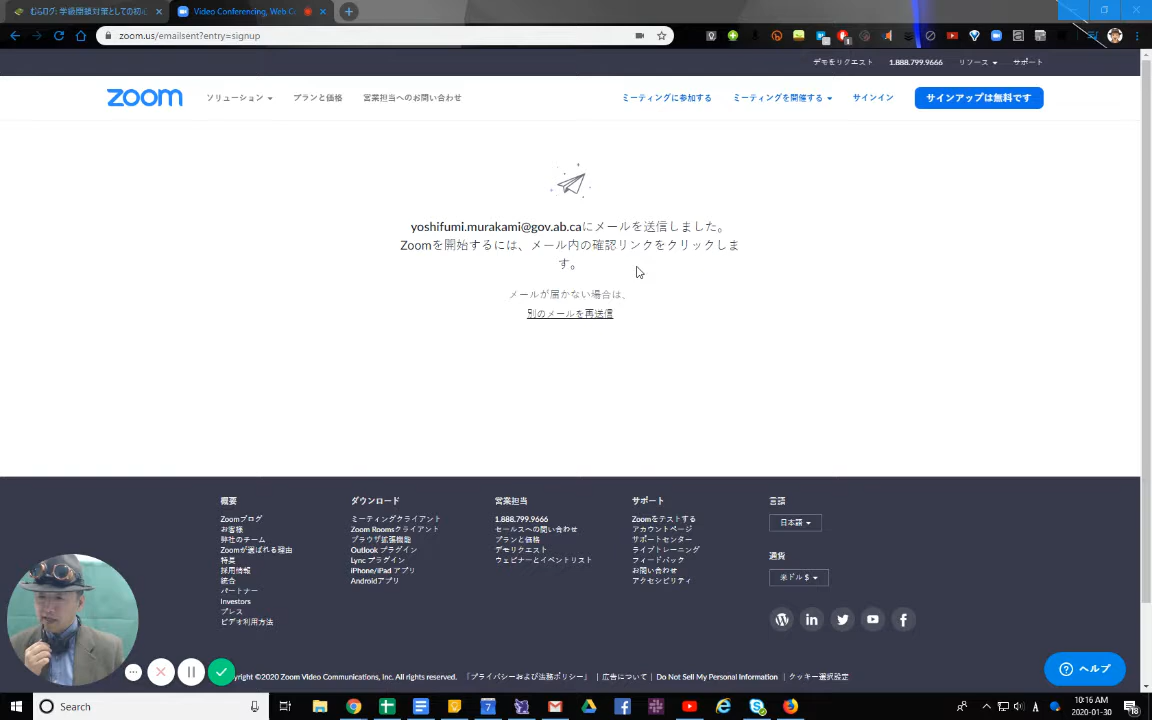 むらログ: 学級閉鎖対策としての初
Video Conferencing, Web C
zoom.us/emailsent?entry=signup
デモをリクエスト 1.888.799.9666 リソース サポート
zoom ソリューション プランと価格 営業担当へのお問い合わせ ミーティングに参加する ミーティングを開催する サインイン サインアップは無料です
yoshifumi.murakami@gov.ab.caにメールを送信しました。
Zoomを開始するには、メール内の確認リンクをクリックしま
す。
メールが届かない場合は、
別のメールを再送信
概要
Zoomブログ
お客様
弊社のチーム
Zoomが選ばれる理由
特長
採用情報
統合
パートナー
Investors
プレス
ビデオ利用方法
ダウンロード
ミーティングクライアント
Zoom Roomsクライアント
ブラウザ拡張機能
Outlook プラグイン
Lync プラグイン
iPhone/iPad アプリ
Androidアプリ
営業担当
1.888.799.9666
セールスへの問い合わせ
プランと価格
デモリクエスト
ウェビナーとイベントリスト
サポート
Zoomをテストする
アカウントページ
サポートセンター
ライブトレーニング
フィードバック
お問い合わせ
アクセシビリティ
言語
日本語
通貨
米ドル $
ヘルプ
yright ©2020 Zoom Video Communications, Inc. All rights reserved. 「プライバシーおよび法務ポリシー」 | 広告について | Do Not Sell My Personal Information | クッキー選択設定
Search
10:16 AM
2020-01-30